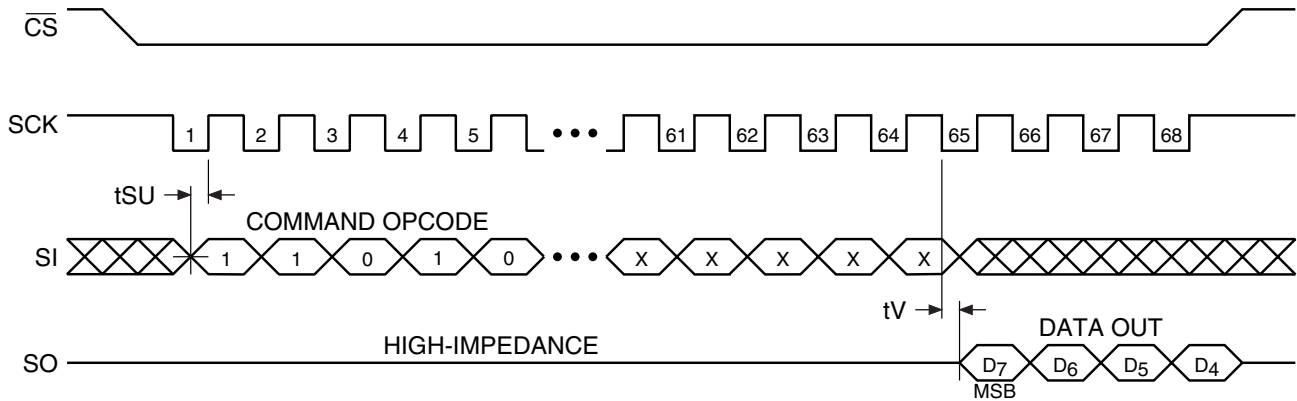 CS
SCK 1 2 3 4 5 ••• 61 62 63 64 65 66 67 68
tSU
COMMAND OPCODE
SI 1 1 0 1 0 ••• X X X X X
tV
DATA OUT
HIGH-IMPEDANCE
SO D7 D6 D5 D4
MSB